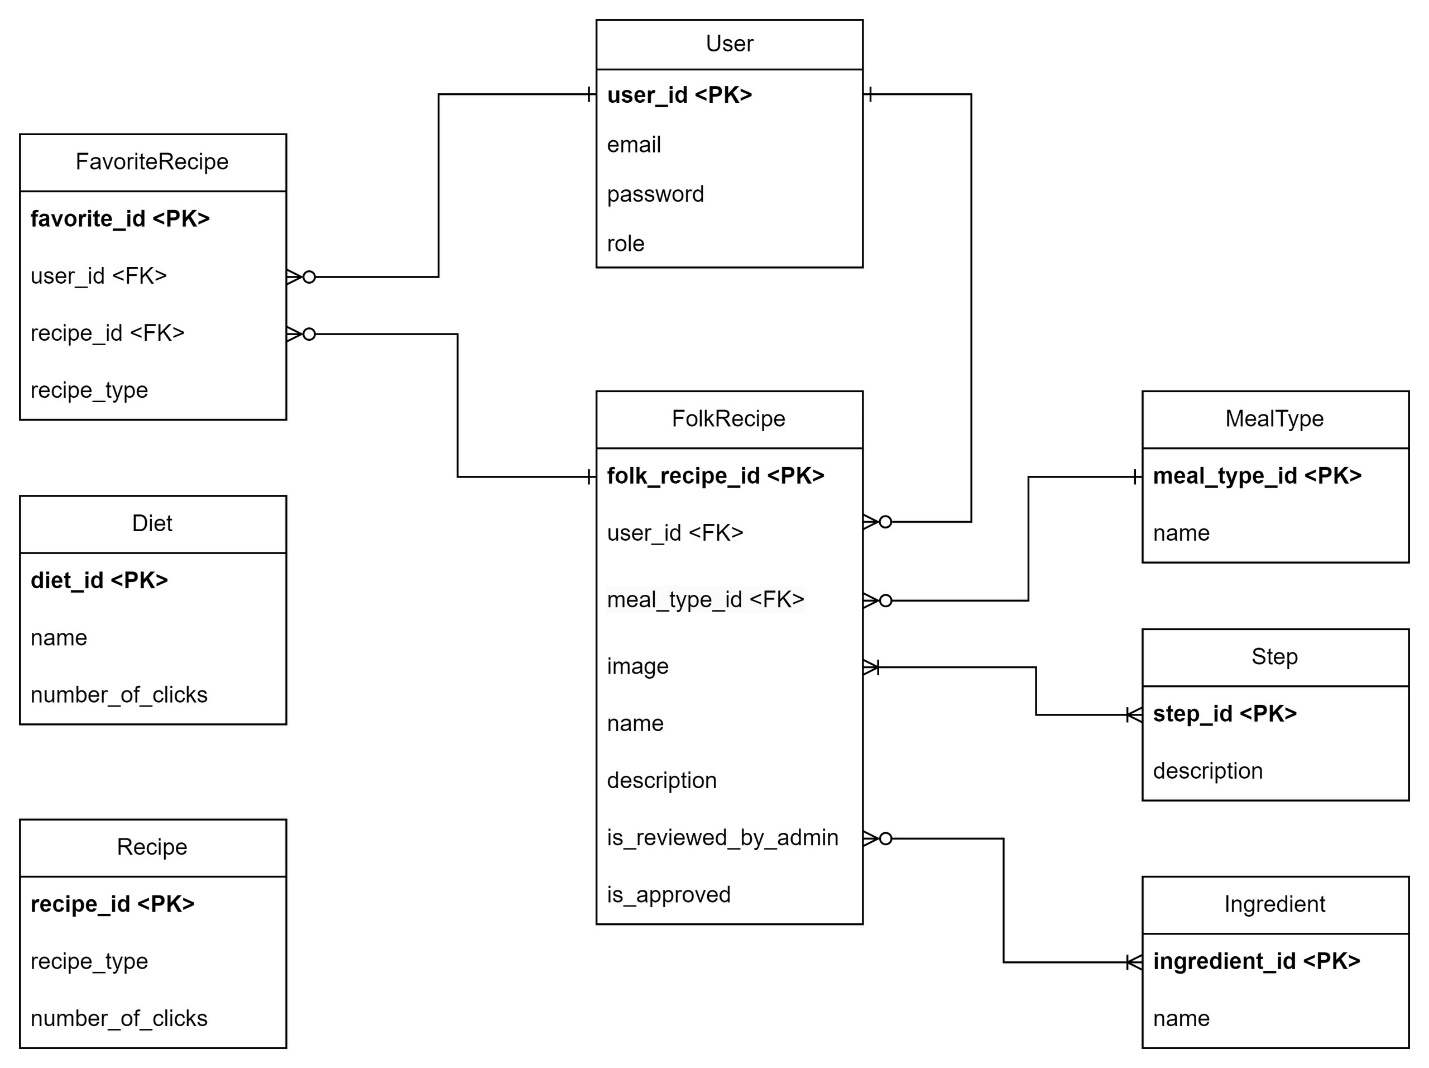 User
user_id <PK>
email
password
role
FavoriteRecipe
favorite_id <PK>
user_id <FK>
recipe_id <FK>
recipe_type
FolkRecipe
folk_recipe_id <PK>
user_id <FK>
meal_type_id <FK>
image
name
description
is_reviewed_by_admin
is_approved
MealType
meal_type_id <PK>
name
Diet
diet_id <PK>
name
number_of_clicks
Step
step_id <PK>
description
Recipe
recipe_id <PK>
recipe_type
number_of_clicks
Ingredient
ingredient_id <PK>
name